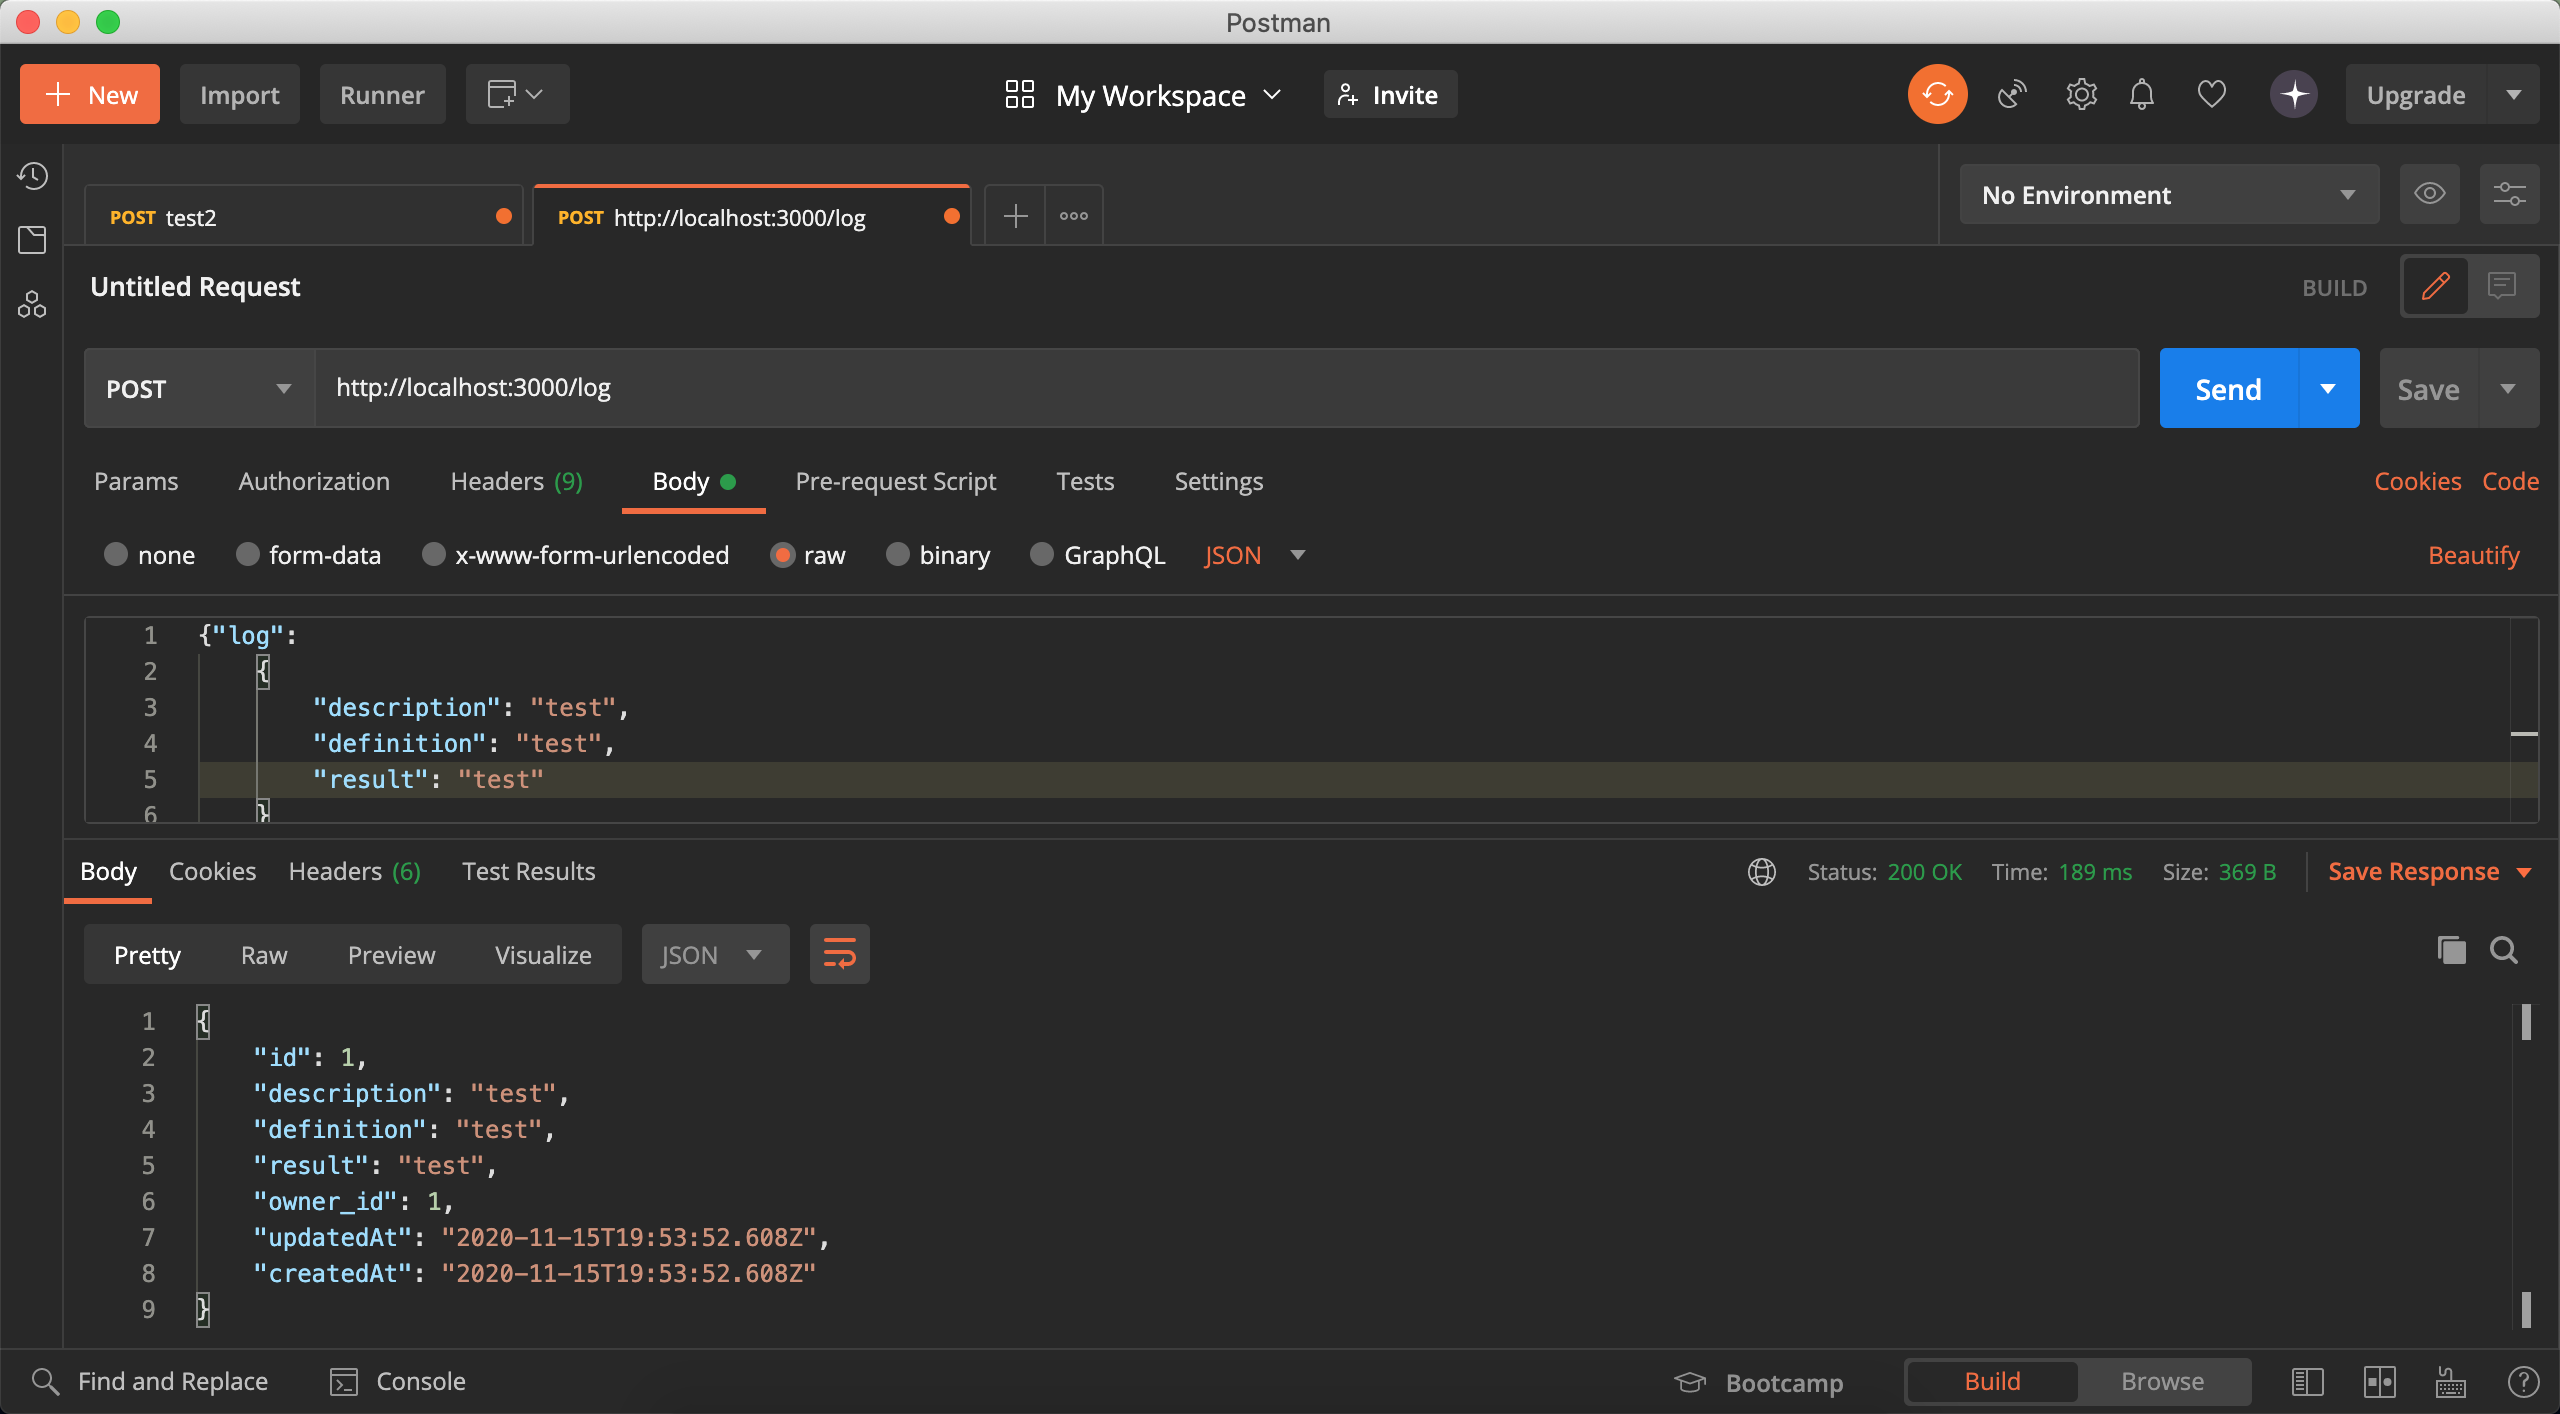 Postman
New Import Runner My Workspace Invite Upgrade
POST test2 POST http://localhost:3000/log No Environment
Untitled Request BUILD
POST http://localhost:3000/log Send Save
Params Authorization Headers (9) Body Pre-request Script Tests Settings Cookies Code
none form-data x-www-form-urlencoded raw binary GraphQL JSON Beautify
1 {"log":
2 {
3 "description": "test",
4 "definition": "test",
5 "result": "test"
6 }
Body Cookies Headers (6) Test Results Status: 200 OK Time: 189 ms Size: 369 B Save Response
Pretty Raw Preview Visualize JSON
1 {
2 "id": 1,
3 "description": "test",
4 "definition": "test",
5 "result": "test",
6 "owner_id": 1,
7 "updatedAt": "2020-11-15T19:53:52.608Z",
8 "createdAt": "2020-11-15T19:53:52.608Z"
9 }
Find and Replace Console Bootcamp Build Browse